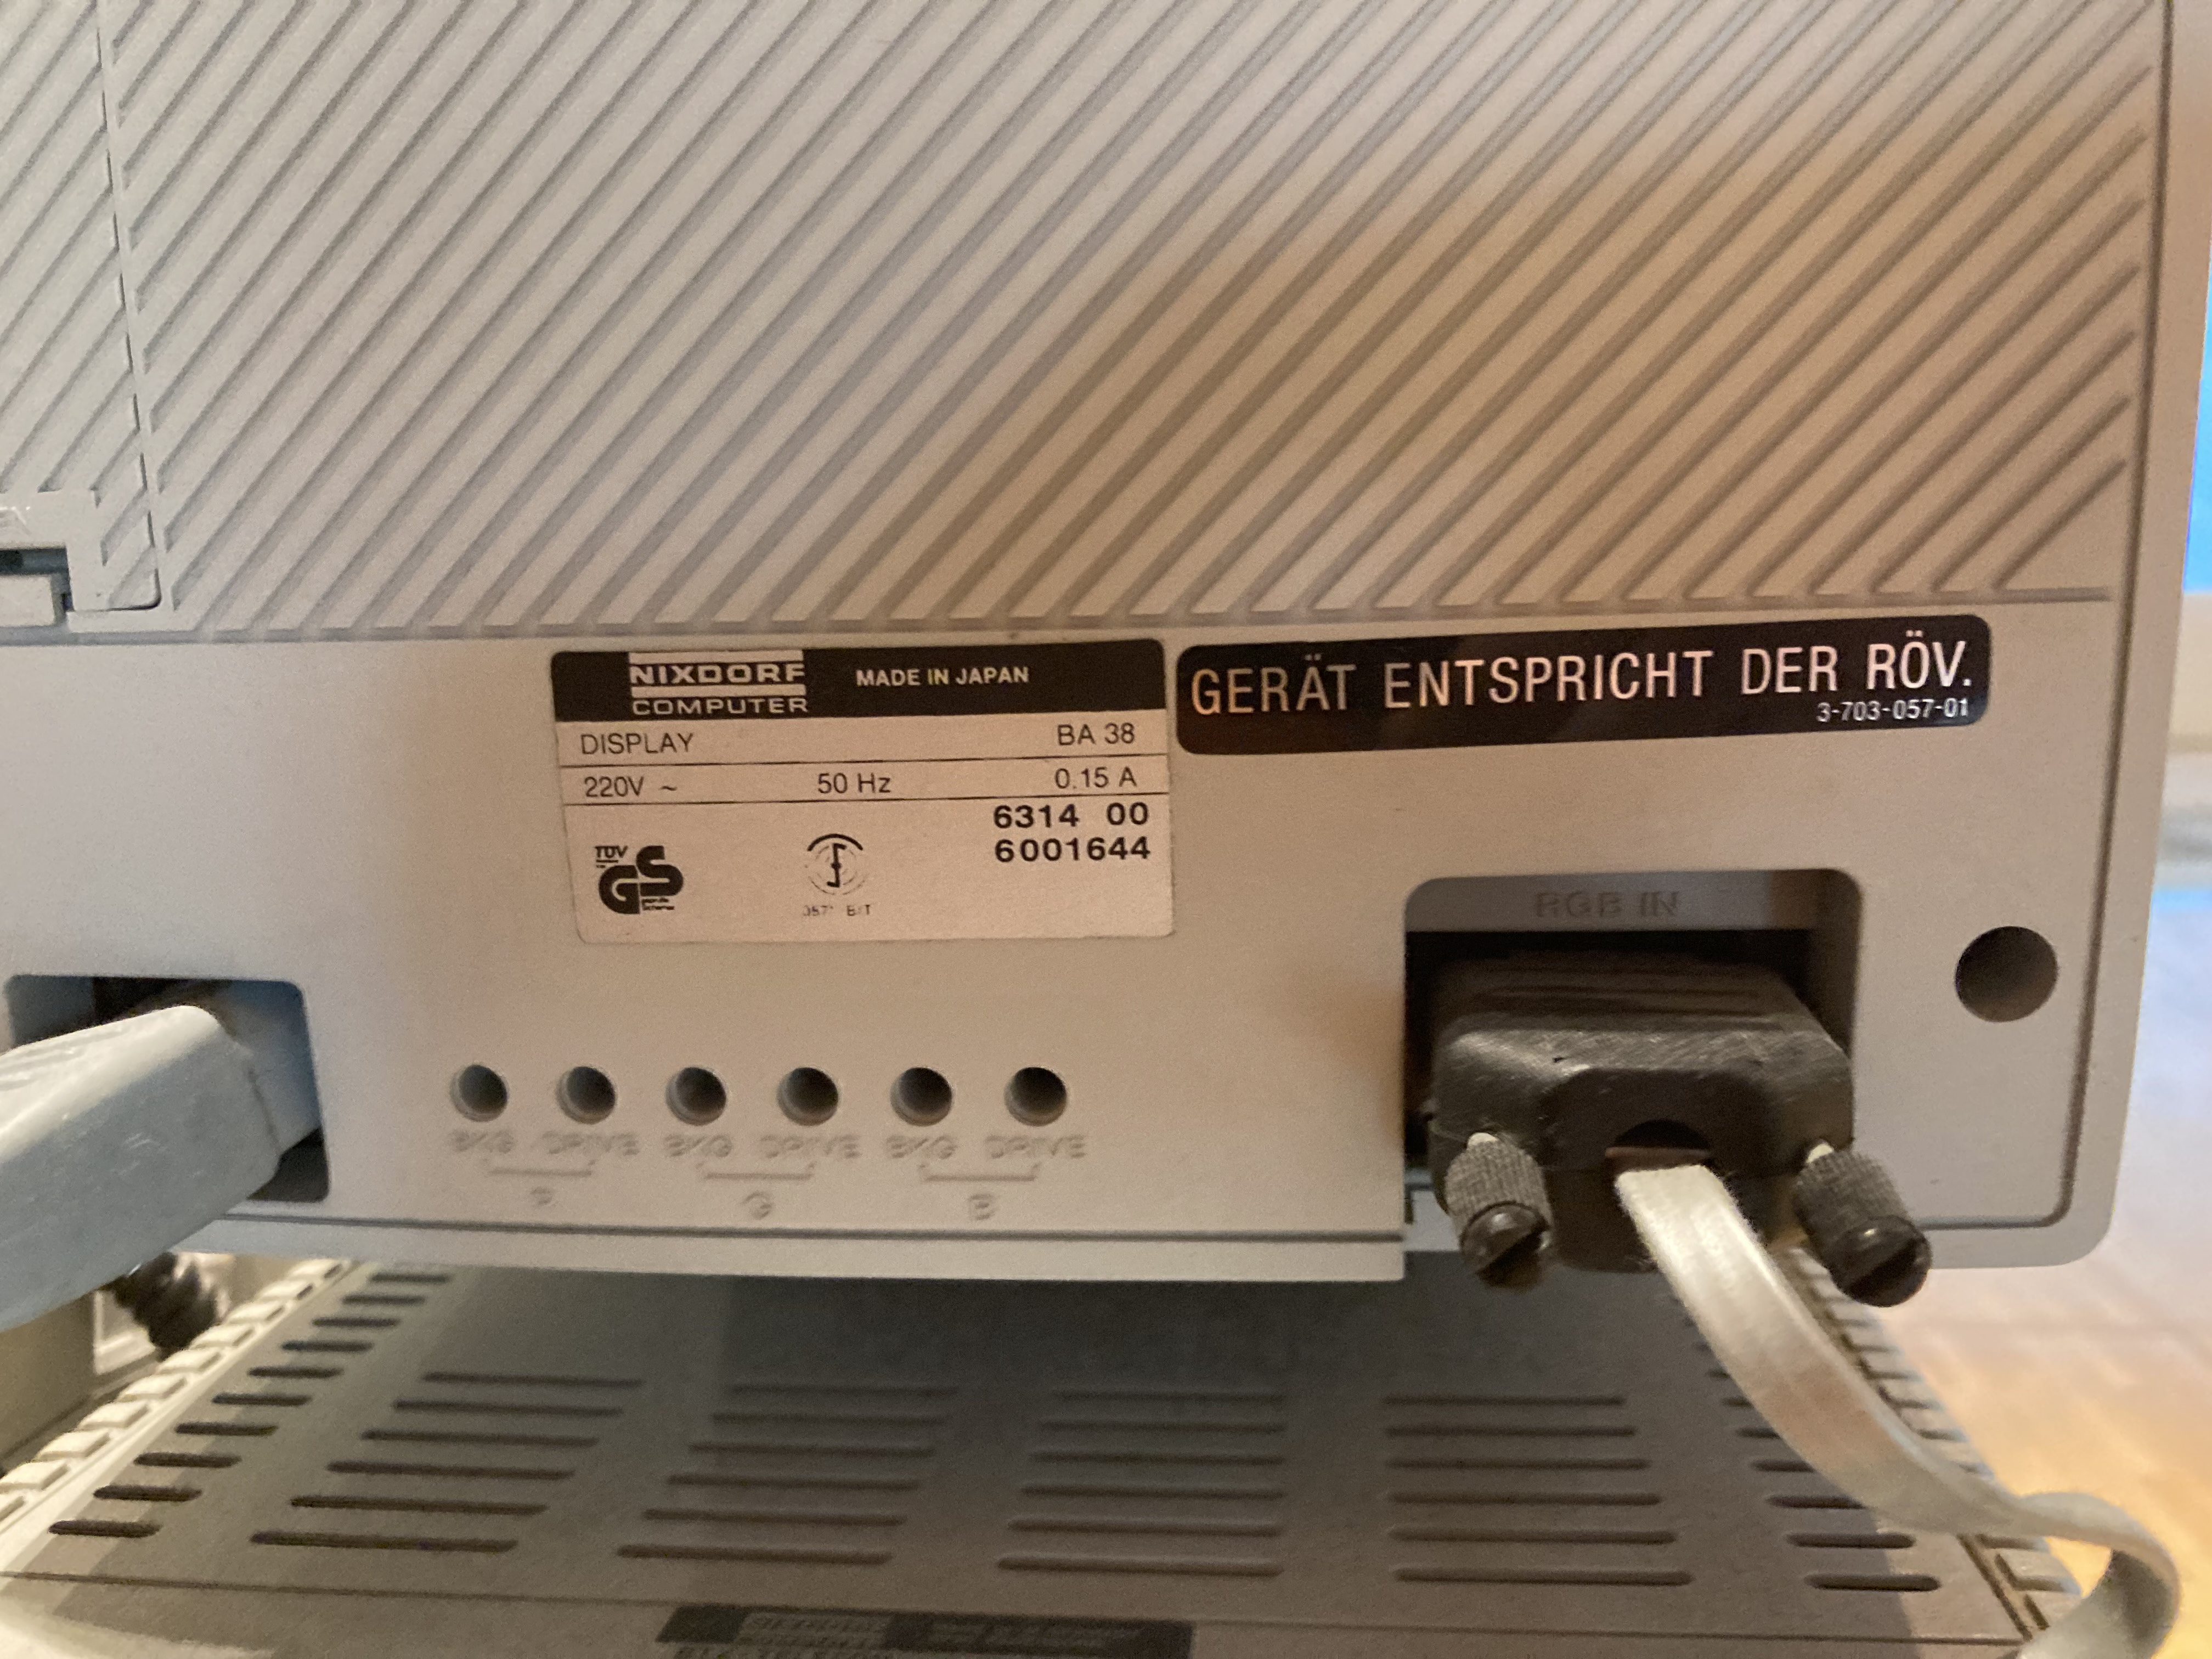 NIXDORF
COMPUTER
MADE IN JAPAN
DISPLAY BA 38
220V ~ 50 Hz 0.15 A
6314 00
6001644
TÜV
GS
GERÄT ENTSPRICHT DER RÖV.
3-703-057-01
RGB IN
BKG DRIVE BKG DRIVE BKG DRIVE
R G B